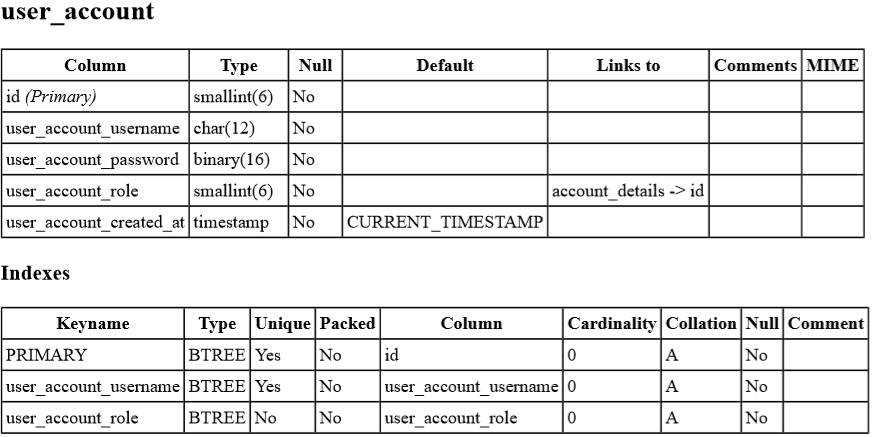 user_account
Column Type Null Default Links to Comments MIME
id (Primary) smallint(6) No
user_account_username char(12) No
user_account_password binary(16) No
user_account_role smallint(6) No account_details -> id
user_account_created_at timestamp No CURRENT_TIMESTAMP
Indexes
Keyname Type Unique Packed Column Cardinality Collation Null Comment
PRIMARY BTREE Yes No id 0 A No
user_account_username BTREE Yes No user_account_username 0 A No
user_account_role BTREE No No user_account_role 0 A No